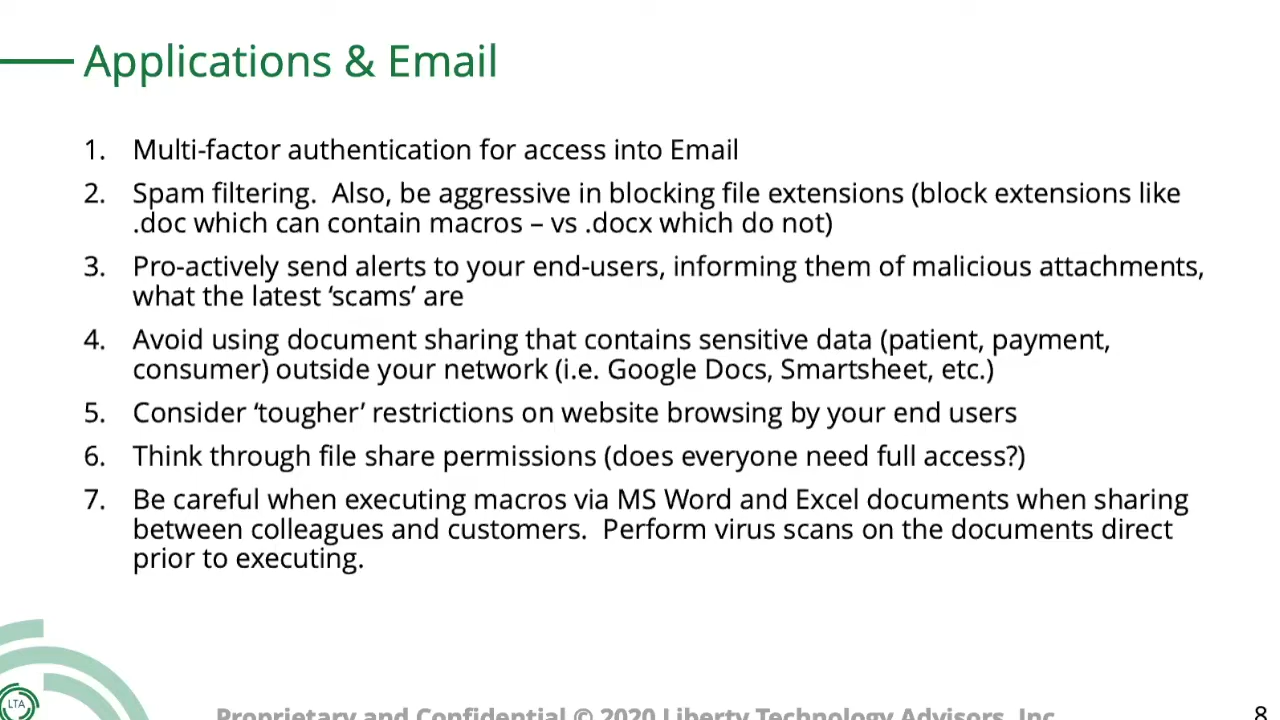 Applications & Email
1. Multi-factor authentication for access into Email
2. Spam filtering.  Also, be aggressive in blocking file extensions (block extensions like
.doc which can contain macros – vs .docx which do not)
3. Pro-actively send alerts to your end-users, informing them of malicious attachments,
what the latest ‘scams’ are
4. Avoid using document sharing that contains sensitive data (patient, payment,
consumer) outside your network (i.e. Google Docs, Smartsheet, etc.)
5. Consider ‘tougher’ restrictions on website browsing by your end users
6. Think through file share permissions (does everyone need full access?)
7. Be careful when executing macros via MS Word and Excel documents when sharing
between colleagues and customers.  Perform virus scans on the documents direct
prior to executing.
LTA
Proprietary and Confidential © 2020 Liberty Technology Advisors, Inc
8